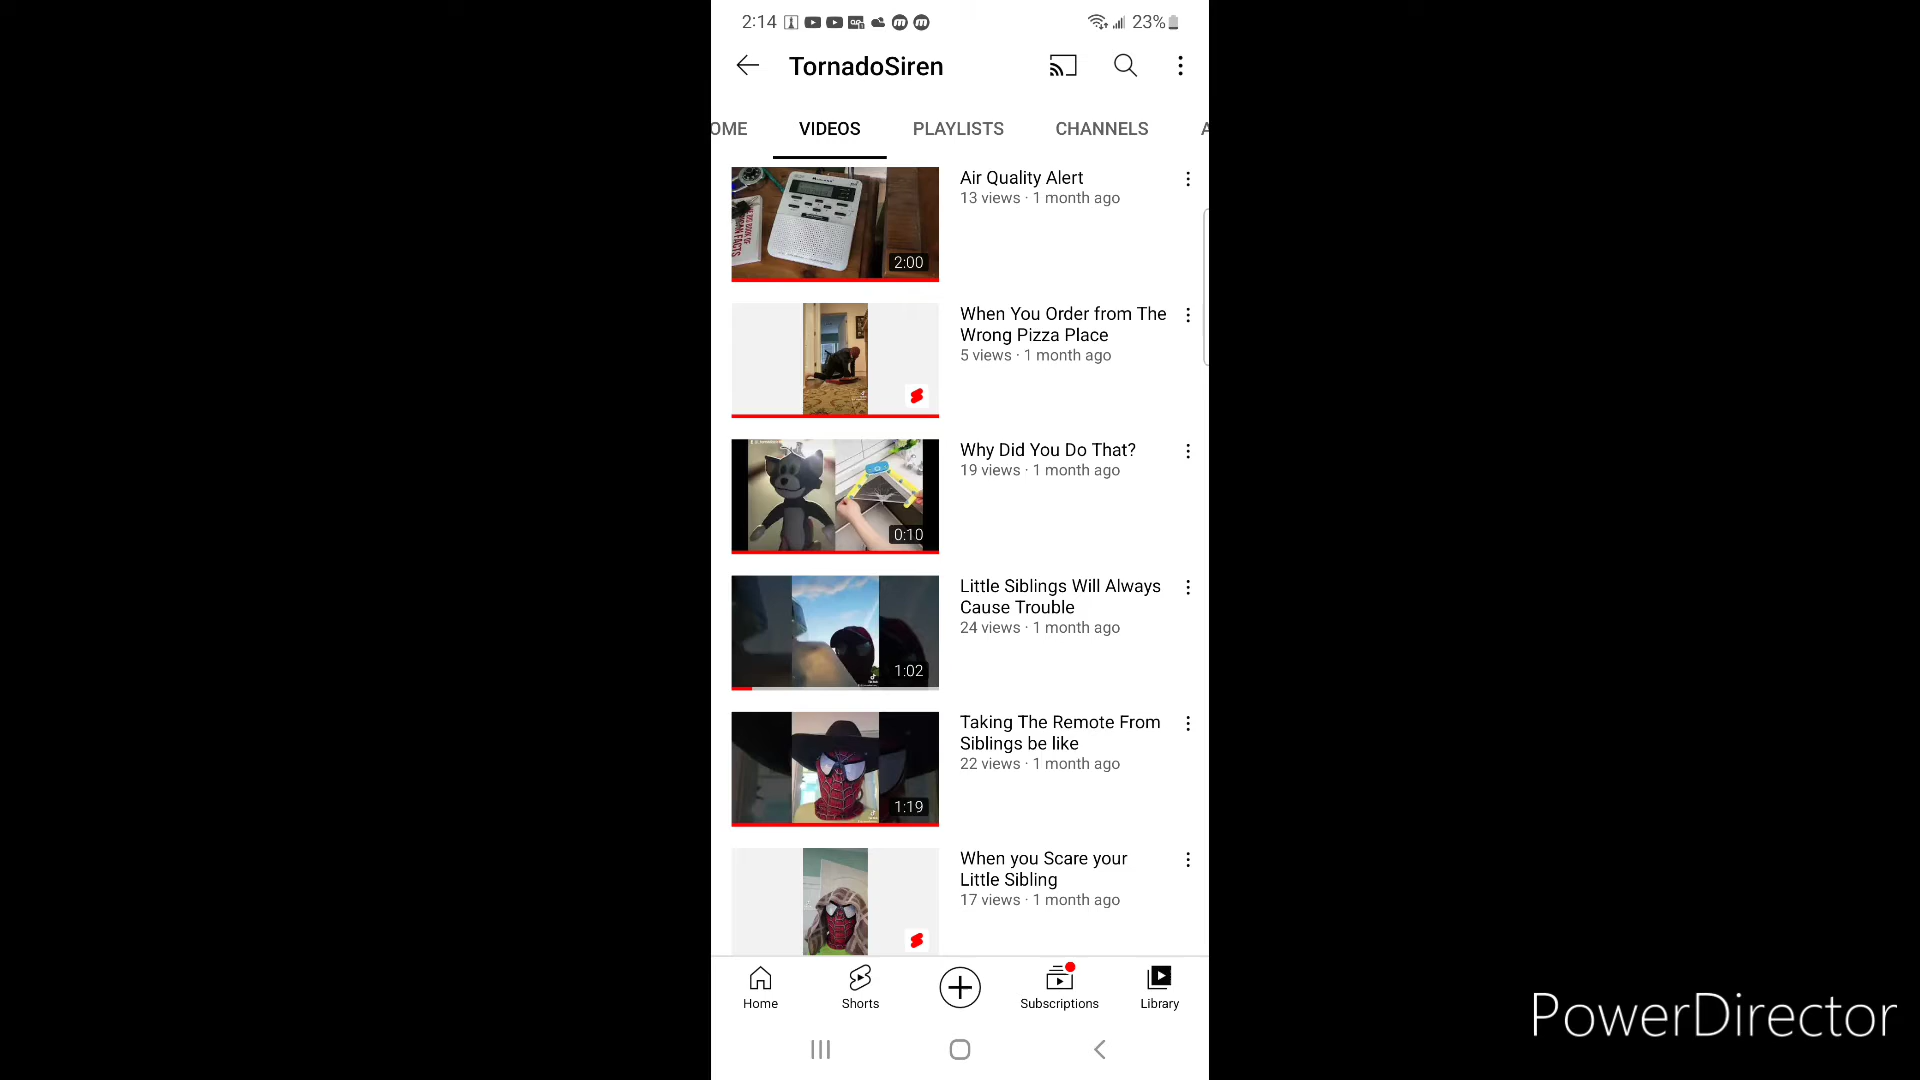 2:14
23%
TornadoSiren
OME
VIDEOS
PLAYLISTS
CHANNELS
A
Air Quality Alert
13 views · 1 month ago
2:00
When You Order from The
Wrong Pizza Place
5 views · 1 month ago
Why Did You Do That?
19 views · 1 month ago
0:10
Little Siblings Will Always
Cause Trouble
24 views · 1 month ago
1:02
Taking The Remote From
Siblings be like
22 views · 1 month ago
1:19
When you Scare your
Little Sibling
17 views · 1 month ago
Home
Shorts
Subscriptions
Library
PowerDirector